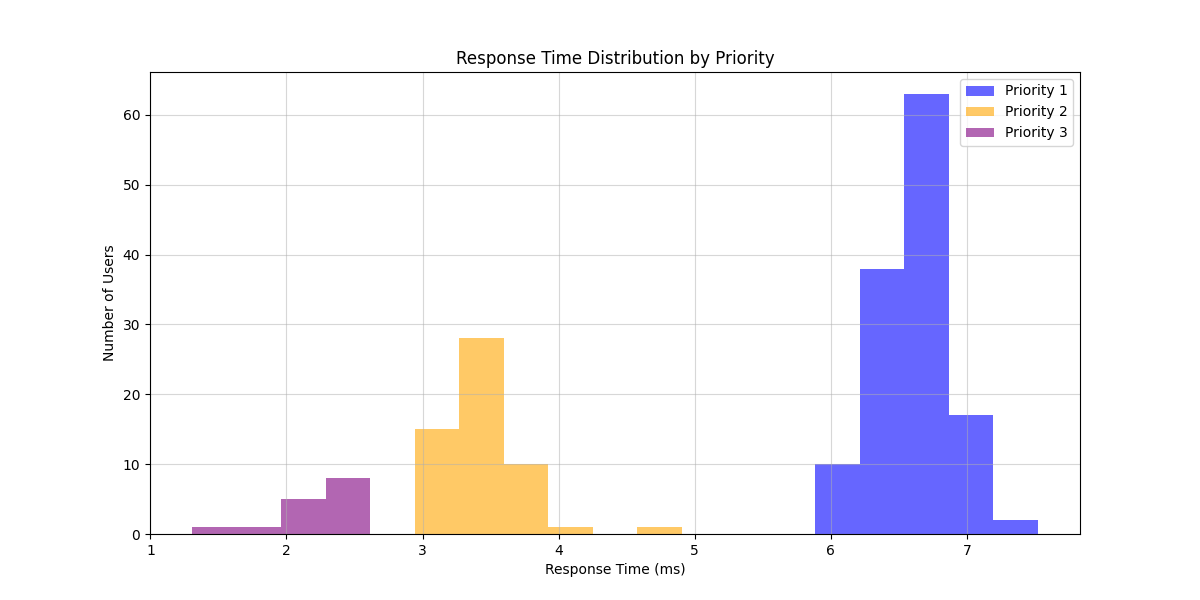 Response Time Distribution by Priority
Priority 1
Priority 2
Priority 3
60
50
40
30
20
10
0
Number of Users
1 2 3 4 5 6 7
Response Time (ms)